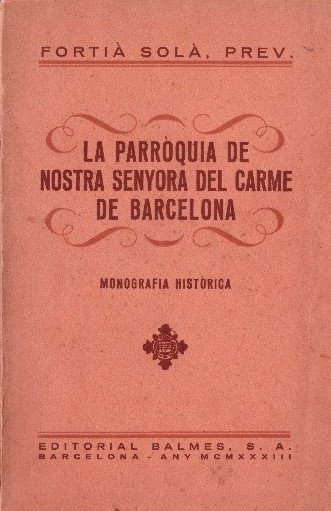 FORTIÀ SOLÀ, PREV.
LA PARRÒQUIA DE
NOSTRA SENYORA DEL CARME
DE BARCELONA
MONOGRAFIA HISTÒRICA
EDITORIAL BALMES, S. A.
BARCELONA - ANY MCMXXXIII